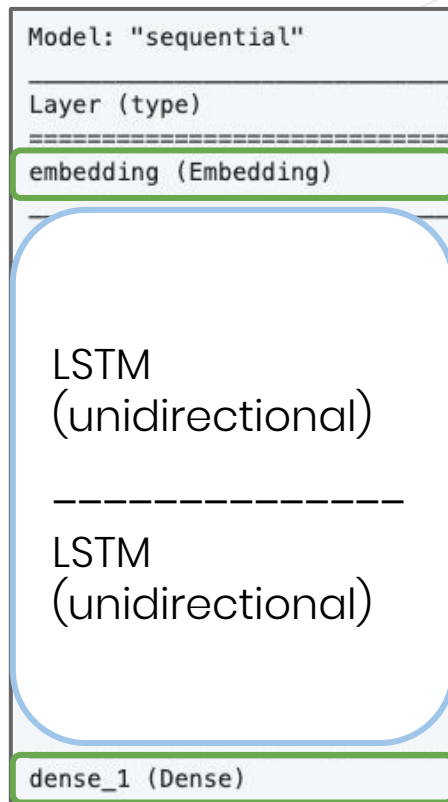 Model: "sequential"
Layer (type)
embedding (Embedding)
LSTM
(unidirectional)
--------------
LSTM
(unidirectional)
dense_1 (Dense)